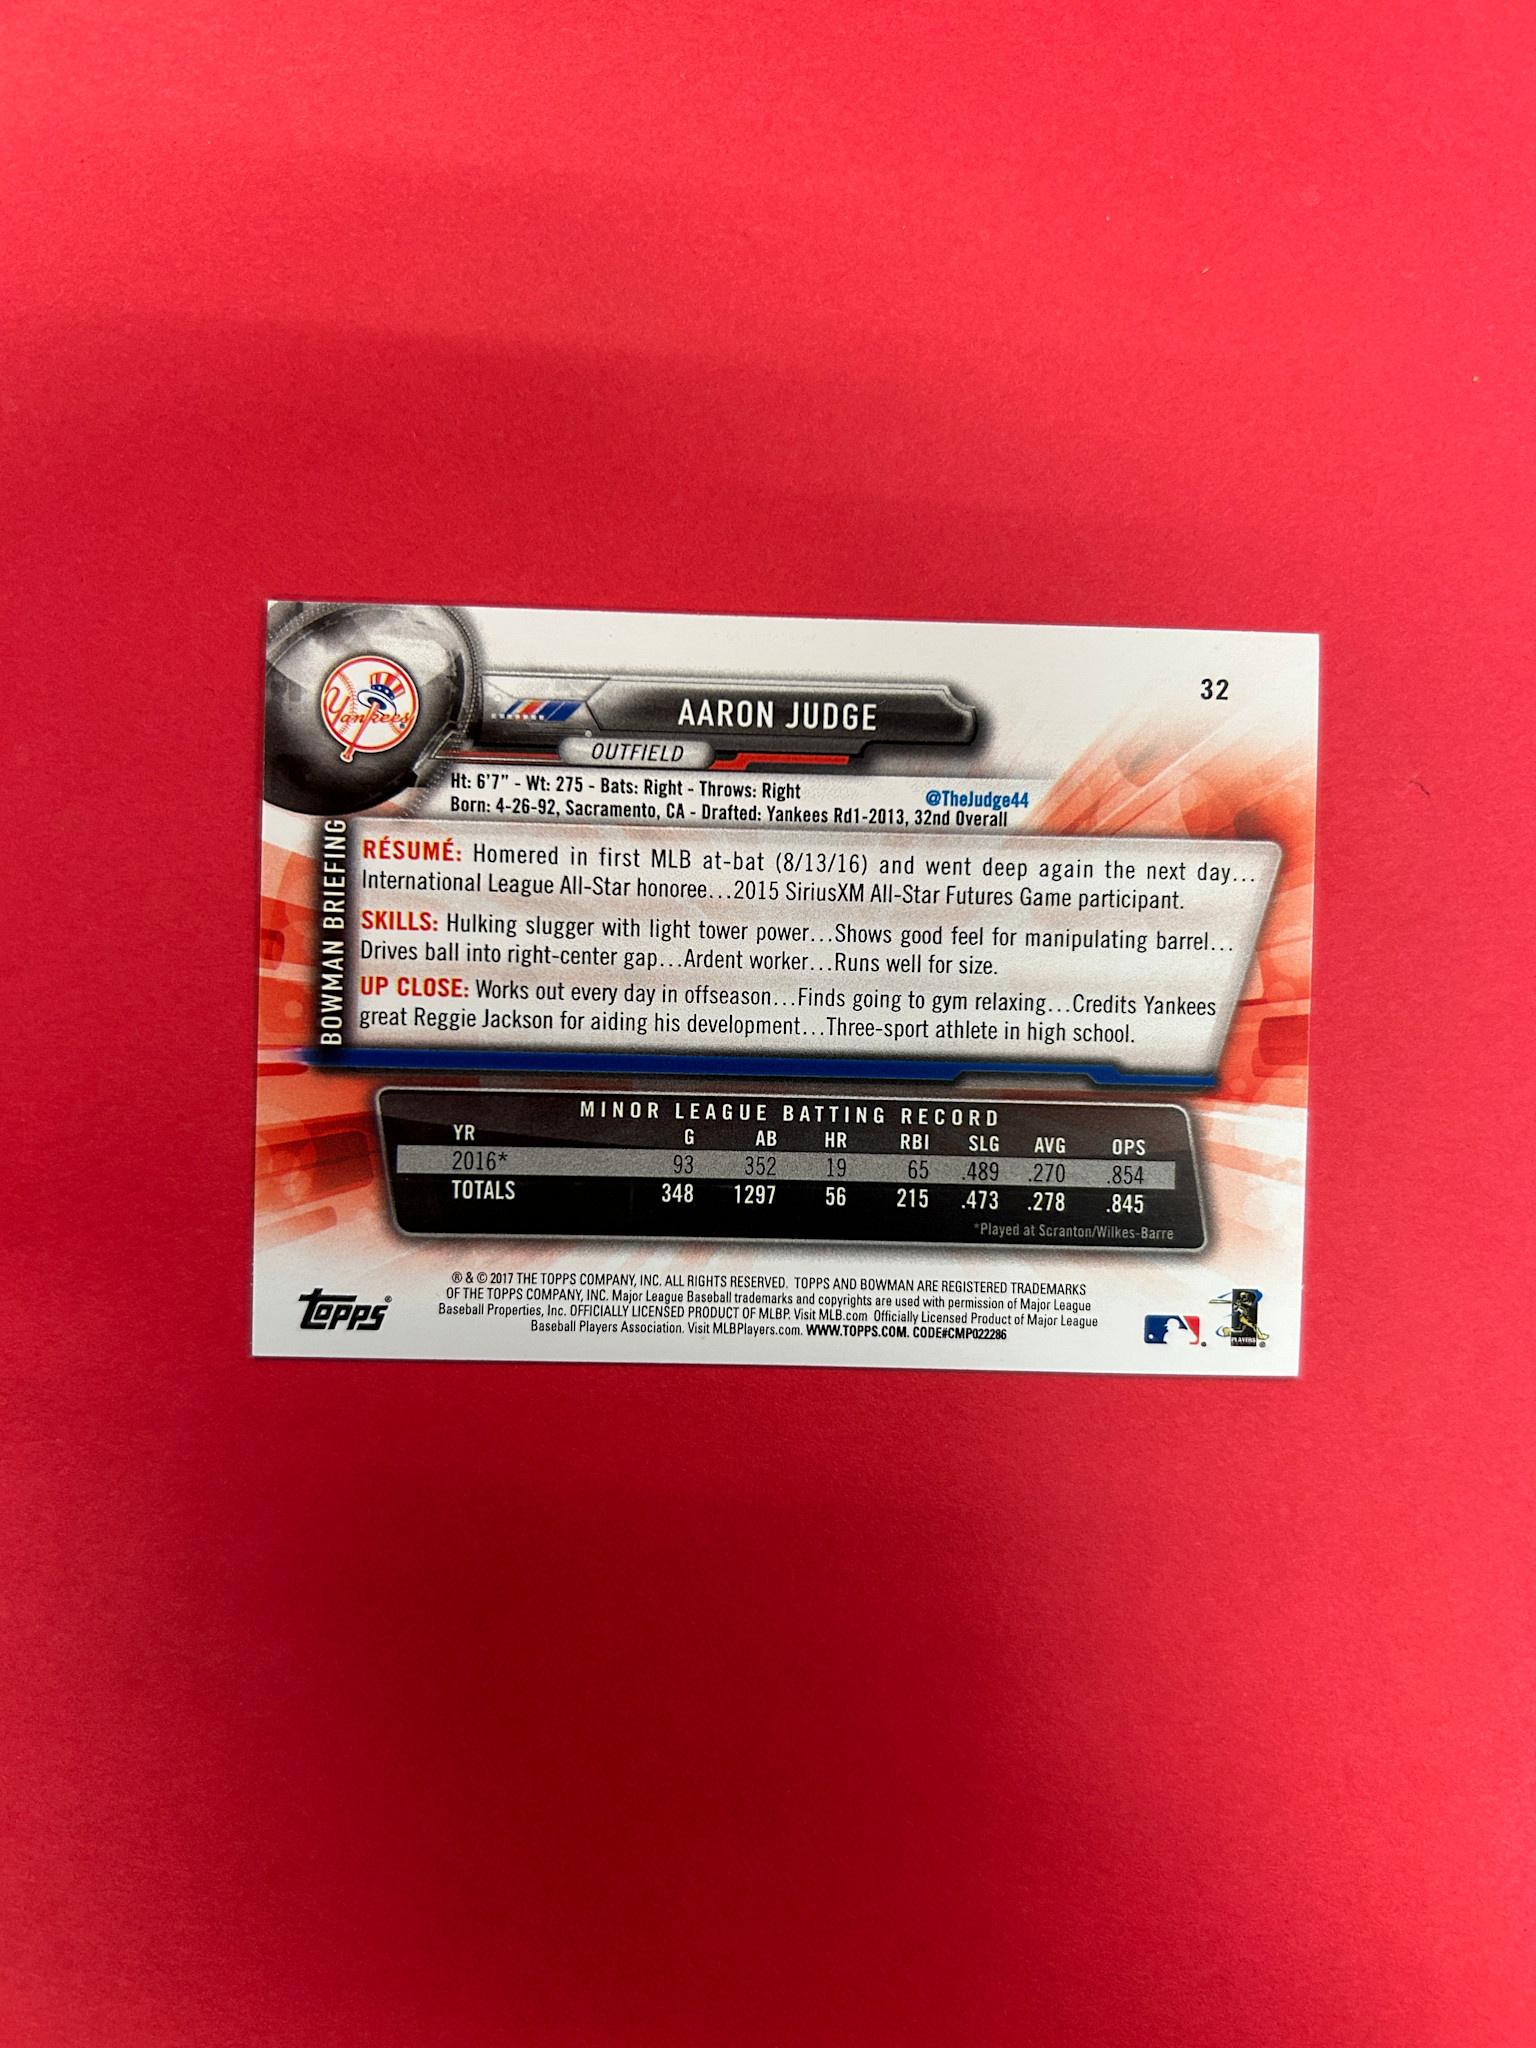 Yankees
AARON JUDGE
32
OUTFIELD
Ht: 6'7" - Wt: 275 - Bats: Right - Throws: Right
@TheJudge44
Born: 4-26-92, Sacramento, CA - Drafted: Yankees Rd1-2013, 32nd Overall
BOWMAN BRIEFING
RÉSUMÉ: Homered in first MLB at-bat (8/13/16) and went deep again the next day...
International League All-Star honoree...2015 SiriusXM All-Star Futures Game participant.
SKILLS: Hulking slugger with light tower power...Shows good feel for manipulating barrel...
Drives ball into right-center gap...Ardent worker...Runs well for size.
UP CLOSE: Works out every day in offseason...Finds going to gym relaxing...Credits Yankees
great Reggie Jackson for aiding his development...Three-sport athlete in high school.
MINOR LEAGUE BATTING RECORD
YR G AB HR RBI SLG AVG OPS
2016* 93 352 19 65 .489 .270 .854
TOTALS 348 1297 56 215 .473 .278 .845
*Played at Scranton/Wilkes-Barre
TOPPS®
® & © 2017 THE TOPPS COMPANY, INC. ALL RIGHTS RESERVED. TOPPS AND BOWMAN ARE REGISTERED TRADEMARKS
OF THE TOPPS COMPANY, INC. Major League Baseball trademarks and copyrights are used with permission of Major League
Baseball Properties, Inc. OFFICIALLY LICENSED PRODUCT OF MLBP. Visit MLB.com Officially Licensed Product of Major League
Baseball Players Association. Visit MLBPlayers.com. WWW.TOPPS.COM. CODE#CMP022286
PLAYERS